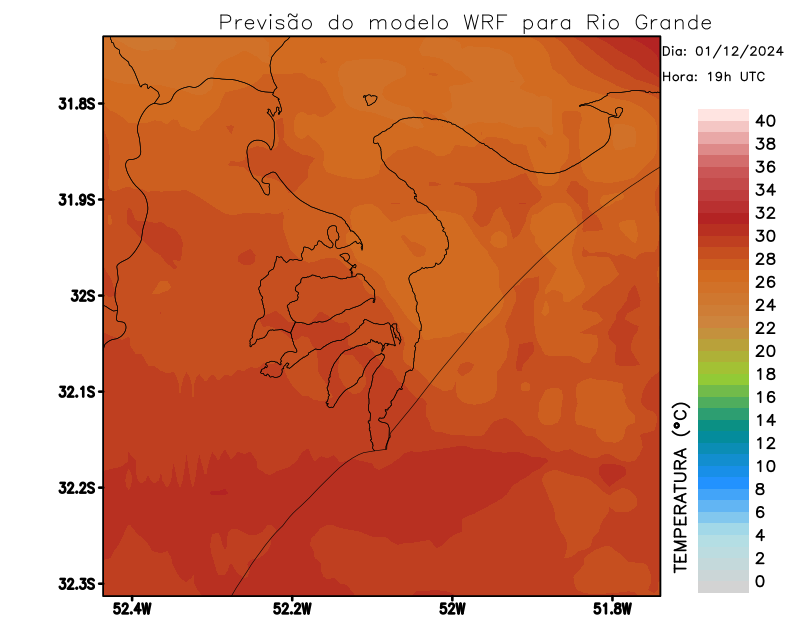 Previsão do modelo WRF para Rio Grande
Dia: 01/12/2024
Hora: 19h UTC
31.8S
31.9S
32S
32.1S
32.2S
32.3S
52.4W
52.2W
52W
51.8W
40
38
36
34
32
30
28
26
24
22
20
18
16
14
12
10
8
6
4
2
0
TEMPERATURA (°C)